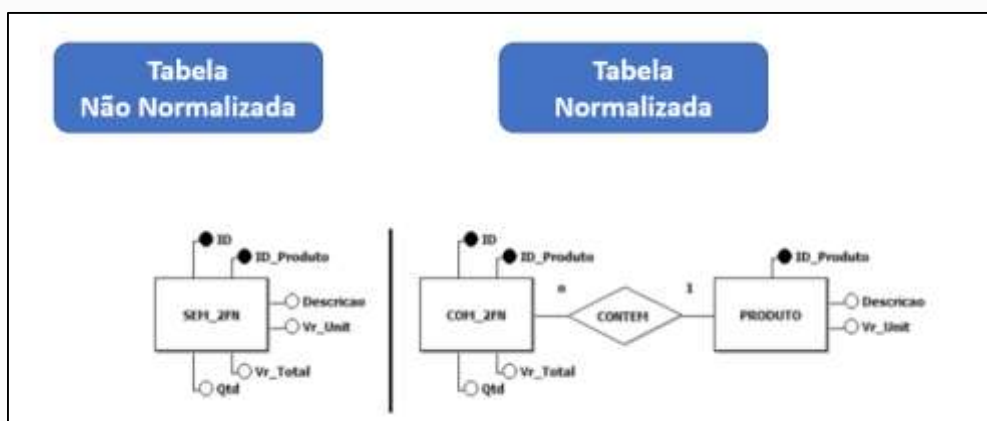 Tabela
Não Normalizada
Tabela
Normalizada
ID
ID_Produto
SEM_2FN
Descricao
Vr_Unit
Vr_Total
Qtd
ID
ID_Produto
COM_2FN
n
CONTEM
1
Vr_Total
Qtd
ID_Produto
PRODUTO
Descricao
Vr_Unit